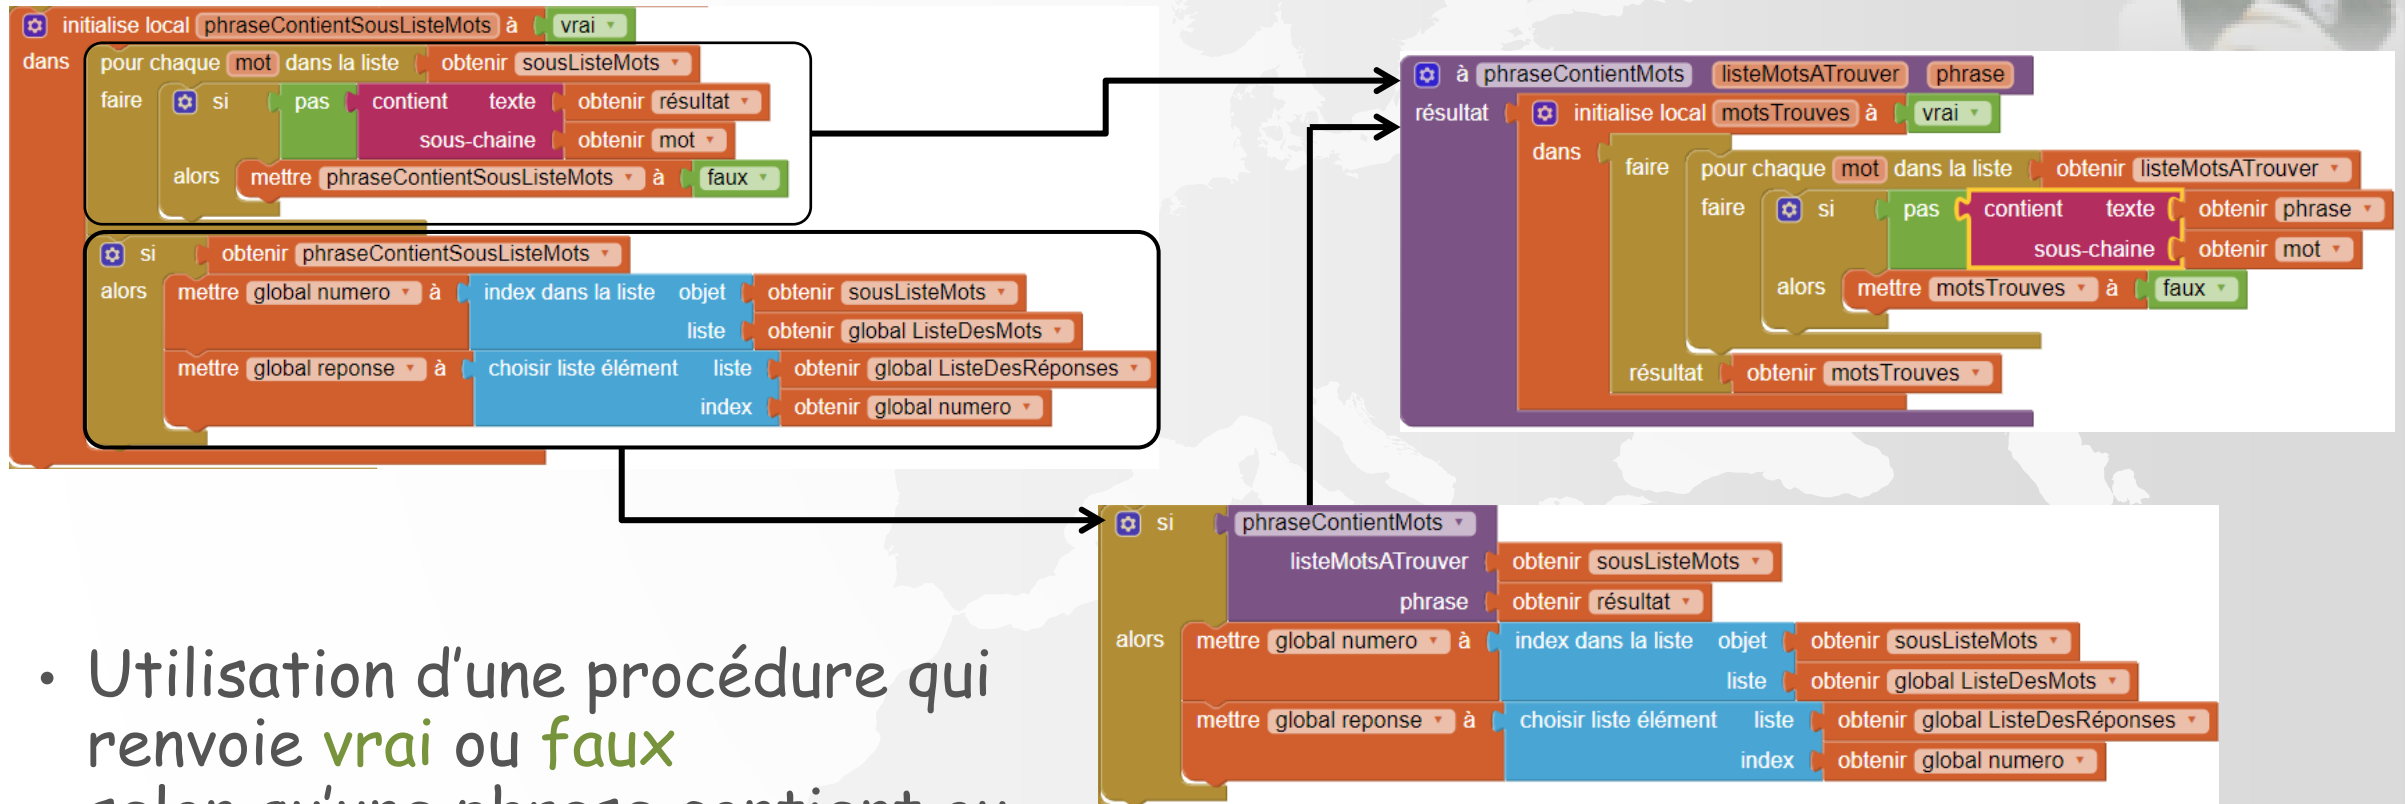 initialise local phraseContientSousListeMots à vrai
dans pour chaque mot dans la liste obtenir sousListeMots
faire si pas contient texte obtenir résultat
sous-chaine obtenir mot
alors mettre phraseContientSousListeMots à faux
si obtenir phraseContientSousListeMots
alors mettre global numero à index dans la liste objet obtenir sousListeMots
liste obtenir global ListeDesMots
mettre global reponse à choisir liste élément liste obtenir global ListeDesRéponses
index obtenir global numero
à phraseContientMots listeMotsATrouver phrase
résultat initialise local motsTrouves à vrai
dans faire pour chaque mot dans la liste obtenir listeMotsATrouver
faire si pas contient texte obtenir phrase
sous-chaine obtenir mot
alors mettre motsTrouves à faux
résultat obtenir motsTrouves
si phraseContientMots
listeMotsATrouver obtenir sousListeMots
phrase obtenir résultat
alors mettre global numero à index dans la liste objet obtenir sousListeMots
liste obtenir global ListeDesMots
mettre global reponse à choisir liste élément liste obtenir global ListeDesRéponses
index obtenir global numero
• Utilisation d'une procédure qui
renvoie vrai ou faux
selon qu'une phrase contient ou